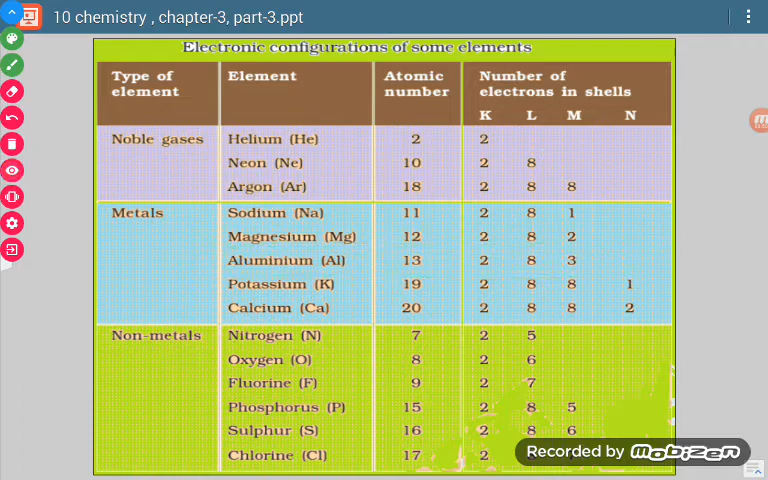 10 chemistry , chapter-3, part-3.ppt
Electronic configurations of some elements
Type of element Element Atomic number Number of electrons in shells
K L M N
Noble gases Helium (He) 2 2
Neon (Ne) 10 2 8
Argon (Ar) 18 2 8 8
Metals Sodium (Na) 11 2 8 1
Magnesium (Mg) 12 2 8 2
Aluminium (Al) 13 2 8 3
Potassium (K) 19 2 8 8 1
Calcium (Ca) 20 2 8 8 2
Non-metals Nitrogen (N) 7 2 5
Oxygen (O) 8 2 6
Fluorine (F) 9 2 7
Phosphorus (P) 15 2 8 5
Sulphur (S) 16 2 8 6
Chlorine (Cl) 17 2
Recorded by mobizen